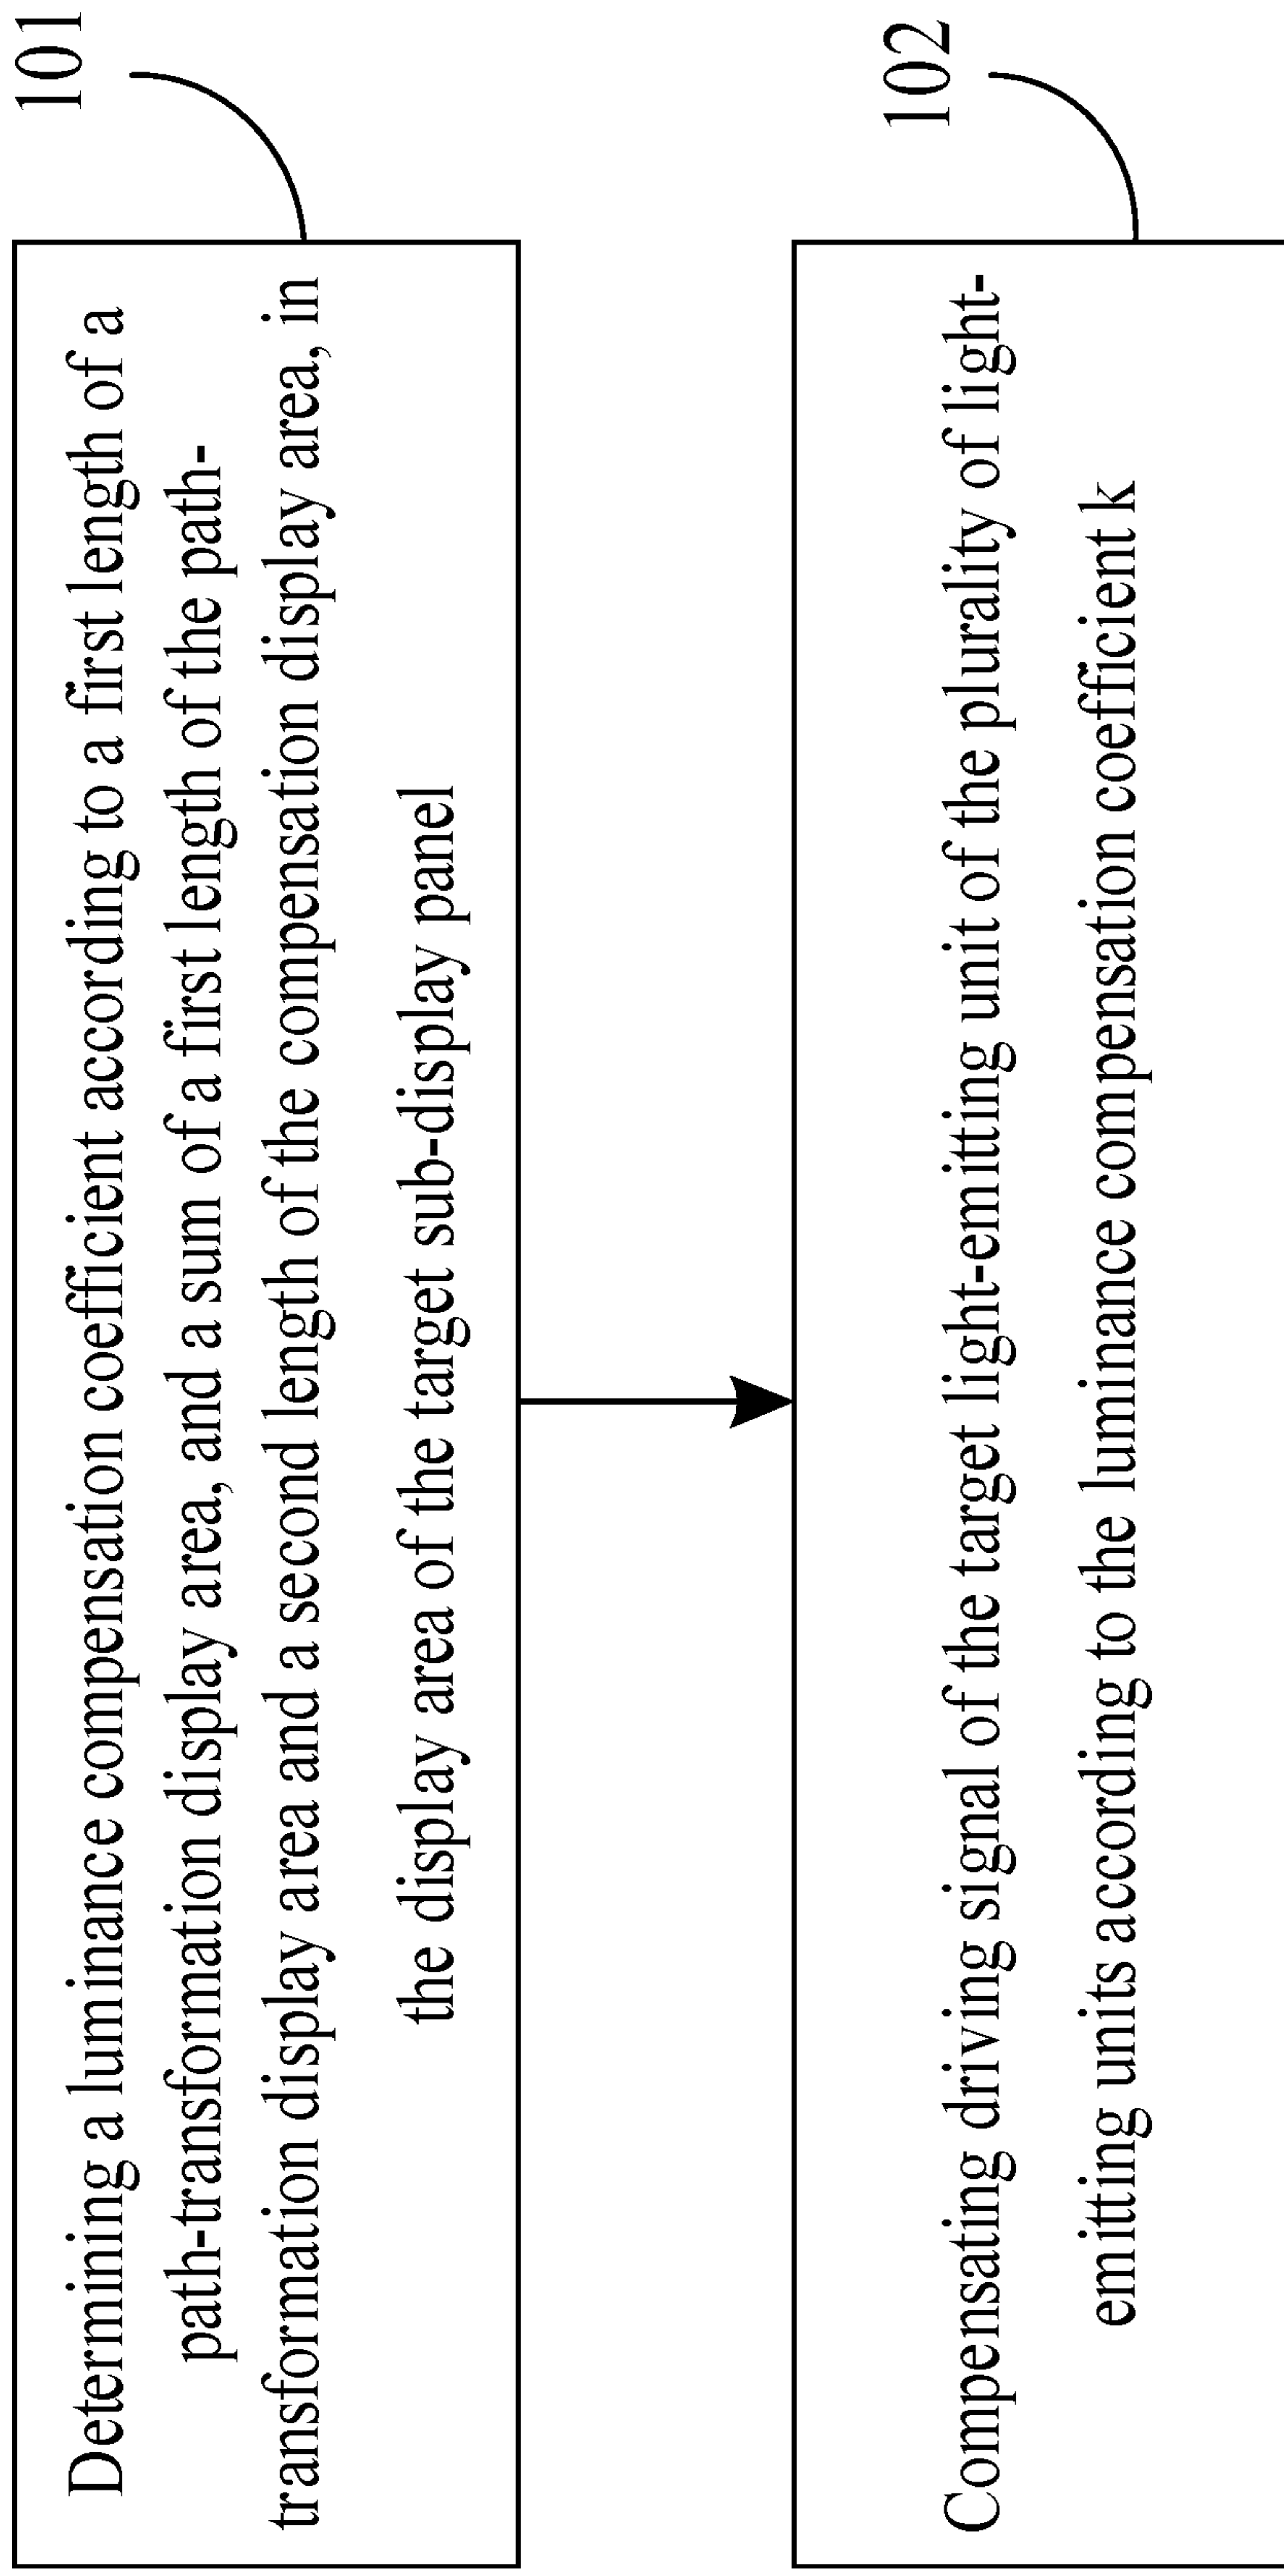 101
Determining a luminance compensation coefficient according to a first length of a
path-transformation display area, and a sum of a first length of the path-
transformation display area and a second length of the compensation display area, in
the display area of the target sub-display panel
102
Compensating driving signal of the target light-emitting unit of the plurality of light-
emitting units according to the luminance compensation coefficient k